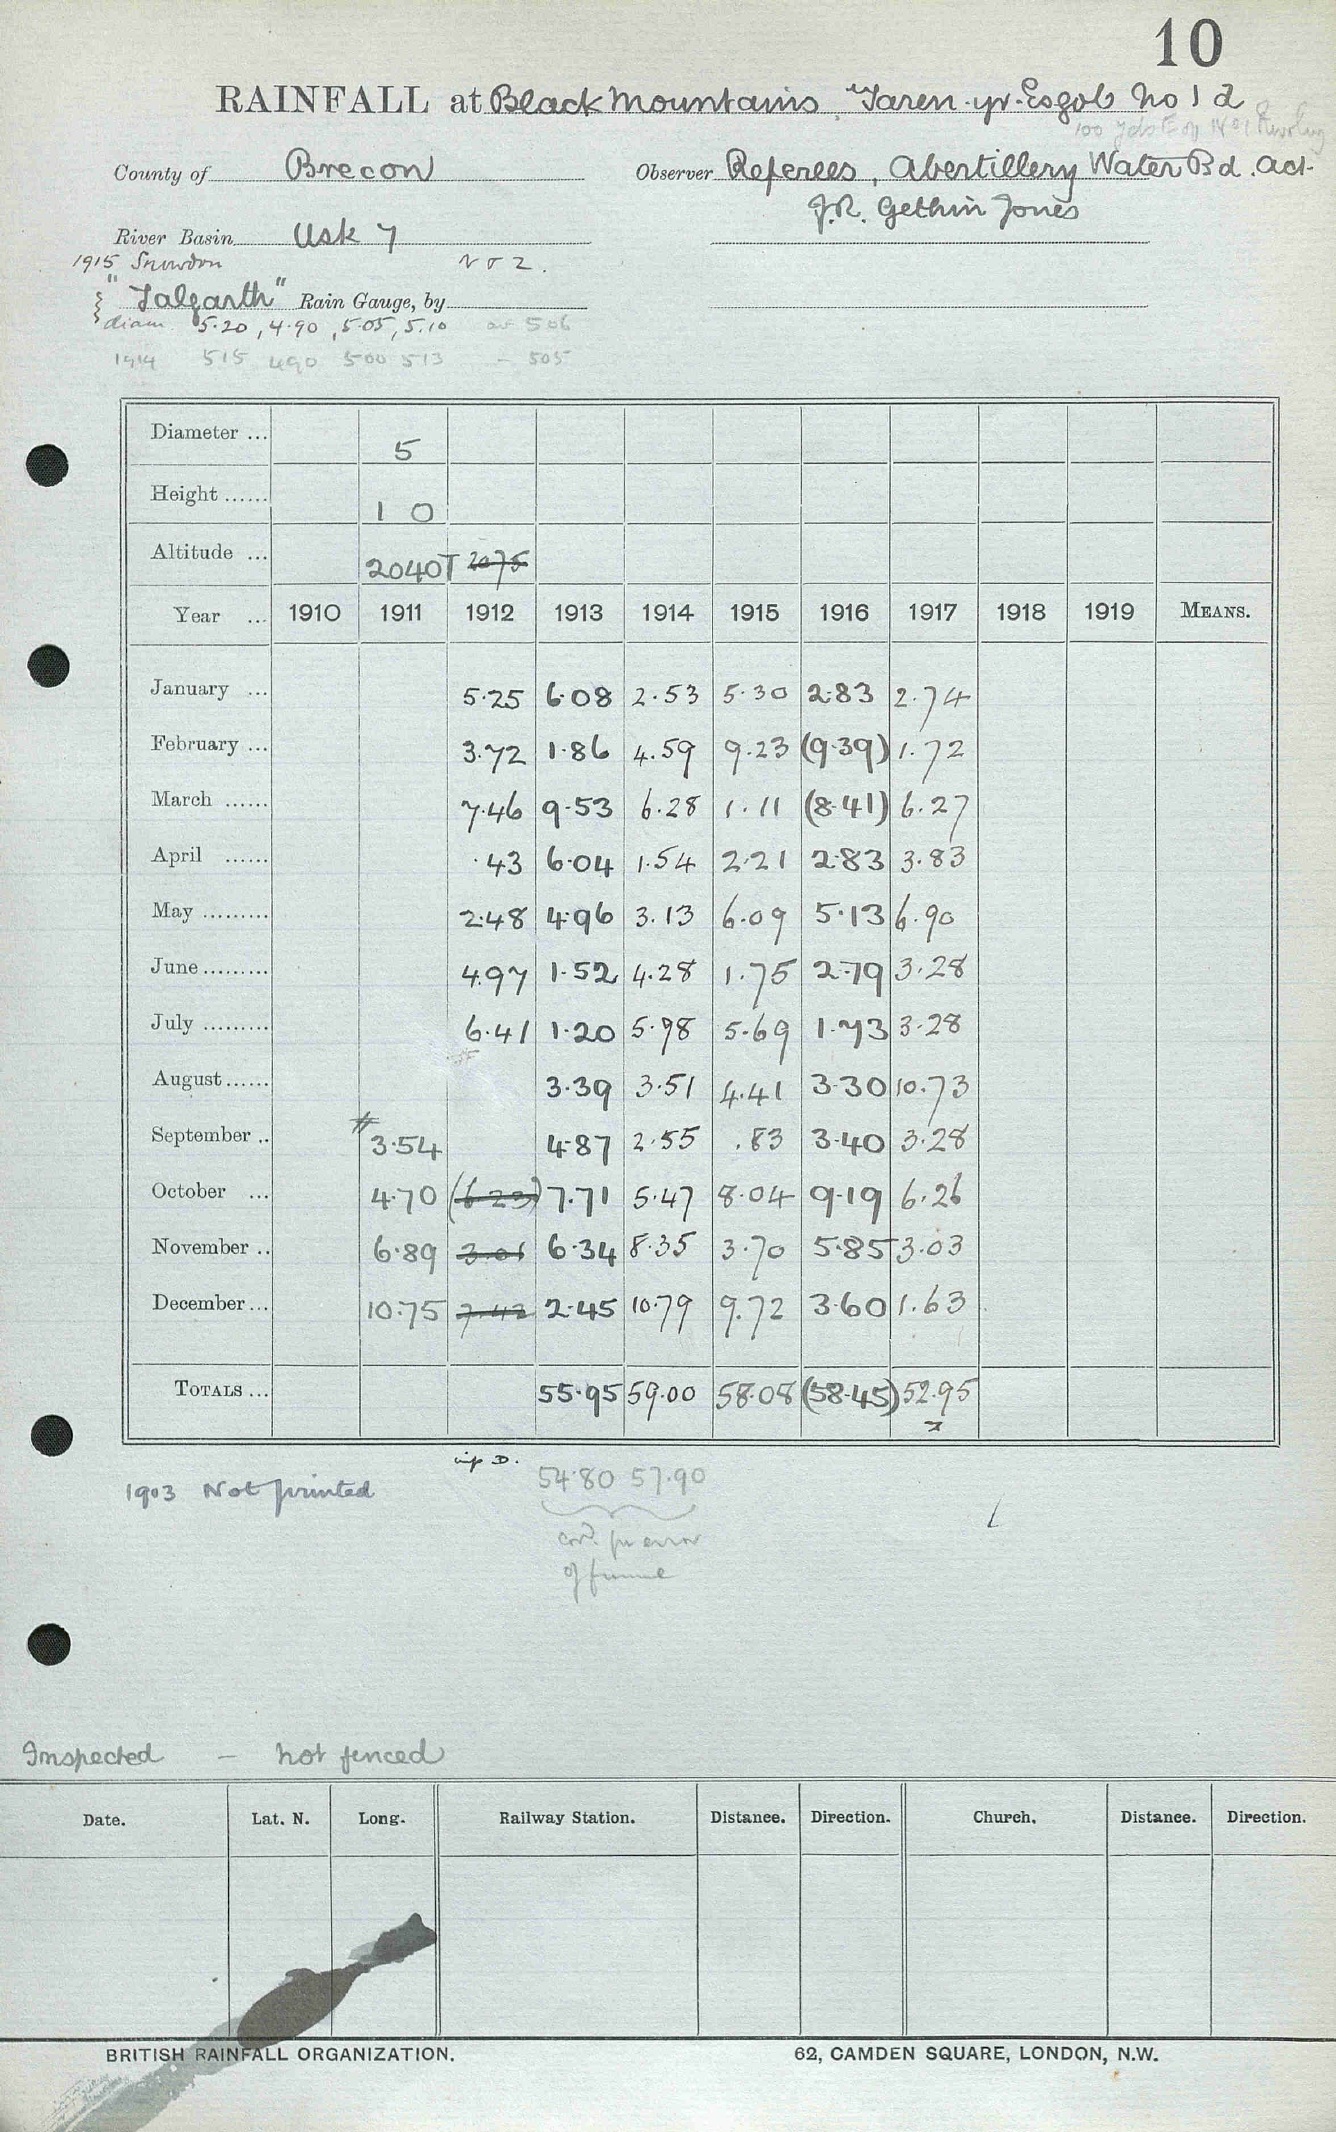 10
RAINFALL at Black Mountains "Taren-yr-Esgob No 1 a
100 yds E of No 1
County of Brecon Observer Referees, Abertillery Water Bd. Act.
J.R. Gethin Jones
River Basin Usk 7
1915 Snowdon No 2.
"Talgarth" Rain Gauge, by
diam 5.20, 4.90, 5.05, 5.10 av 506
1914 515 490 500 513 — 505
Diameter ... 5
Height ...... 1 0
Altitude ... 2040T 2075
Year ... 1910 1911 1912 1913 1914 1915 1916 1917 1918 1919 MEANS.
January ... 5.25 6.08 2.53 5.30 2.83 2.74
February ... 3.72 1.86 4.59 9.23 (9.39) 1.72
March ...... 7.46 9.53 6.28 1.11 (8.41) 6.27
April ...... .43 6.04 1.54 2.21 2.83 3.83
May ......... 2.48 4.96 3.13 6.09 5.13 6.90
June ......... 4.97 1.52 4.28 1.75 2.79 3.28
July ......... 6.41 1.20 5.98 5.69 1.73 3.28
August ...... 3.39 3.51 4.41 3.30 10.73
September .. #3.54 4.87 2.55 .83 3.40 3.28
October ... 4.70 (6.23) 7.71 5.47 8.04 9.19 6.26
November .. 6.89 3.01 6.34 8.35 3.70 5.85 3.03
December ... 10.75 7.42 2.45 10.79 9.72 3.60 1.63
TOTALS ... 55.95 59.00 58.08 (58.45) 52.95
imp D.
1903 Not printed 54.80 57.90
cord. for error
of funnel
Inspected — not fenced
Date. Lat. N. Long. Railway Station. Distance. Direction. Church. Distance. Direction.
BRITISH RAINFALL ORGANIZATION. 62, CAMDEN SQUARE, LONDON, N.W.